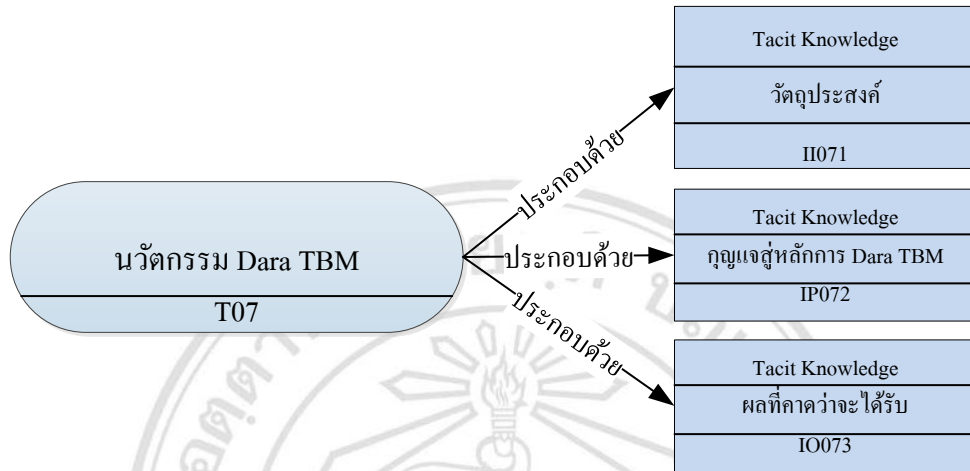 Tacit Knowledge
วัตถุประสงค์
II071
ประกอบด้วย
Tacit Knowledge
นวัตกรรม Dara TBM
ประกอบด้วย
กุญแจสู่หลักการ Dara TBM
IP072
T07
ประกอบด้วย
Tacit Knowledge
ผลที่คาดว่าจะได้รับ
IO073